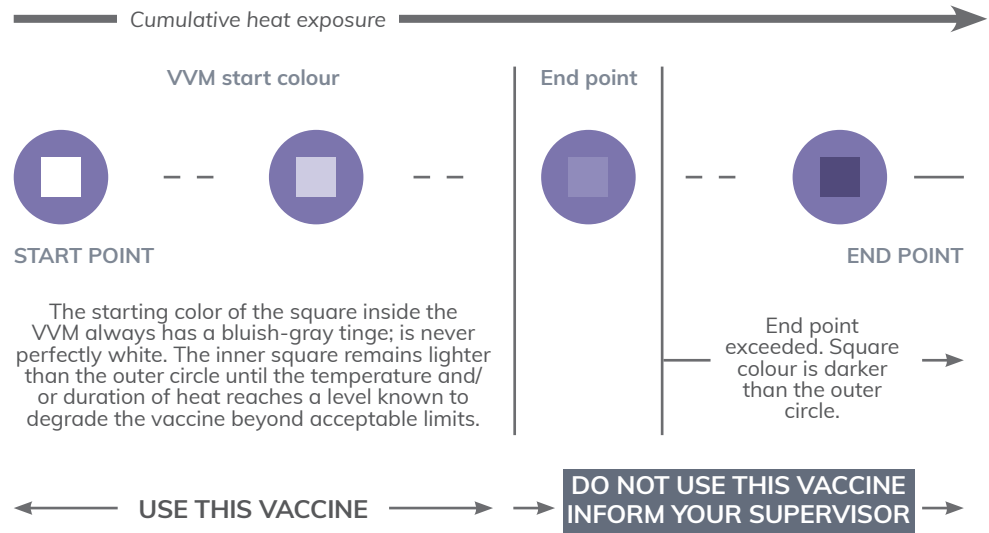 Cumulative heat exposure
VVM start colour
End point
START POINT
END POINT
The starting color of the square inside the
VVM always has a bluish-gray tinge; is never
perfectly white. The inner square remains lighter
than the outer circle until the temperature and/
or duration of heat reaches a level known to
degrade the vaccine beyond acceptable limits.
End point
exceeded. Square
colour is darker
than the outer
circle.
USE THIS VACCINE
DO NOT USE THIS VACCINE
INFORM YOUR SUPERVISOR